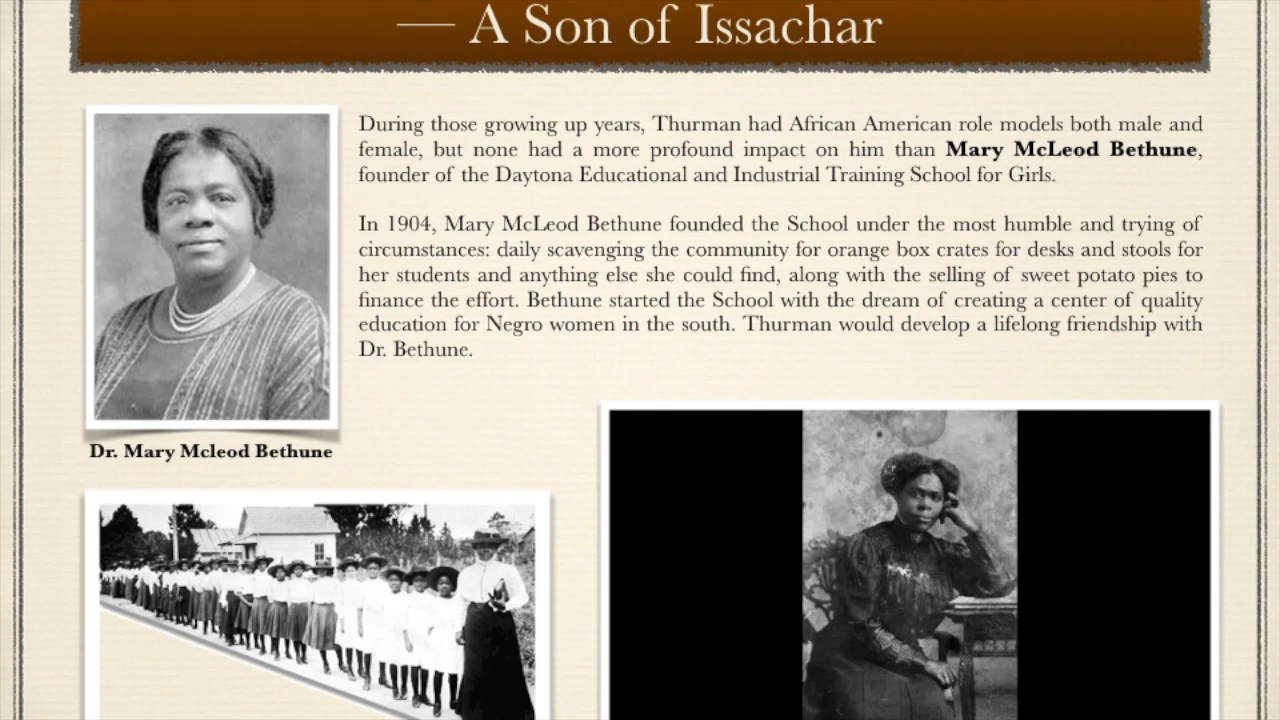 — A Son of Issachar
During those growing up years, Thurman had African American role models both male and
female, but none had a more profound impact on him than Mary McLeod Bethune,
founder of the Daytona Educational and Industrial Training School for Girls.
In 1904, Mary McLeod Bethune founded the School under the most humble and trying of
circumstances: daily scavenging the community for orange box crates for desks and stools for
her students and anything else she could find, along with the selling of sweet potato pies to
finance the effort. Bethune started the School with the dream of creating a center of quality
education for Negro women in the south. Thurman would develop a lifelong friendship with
Dr. Bethune.
Dr. Mary Mcleod Bethune